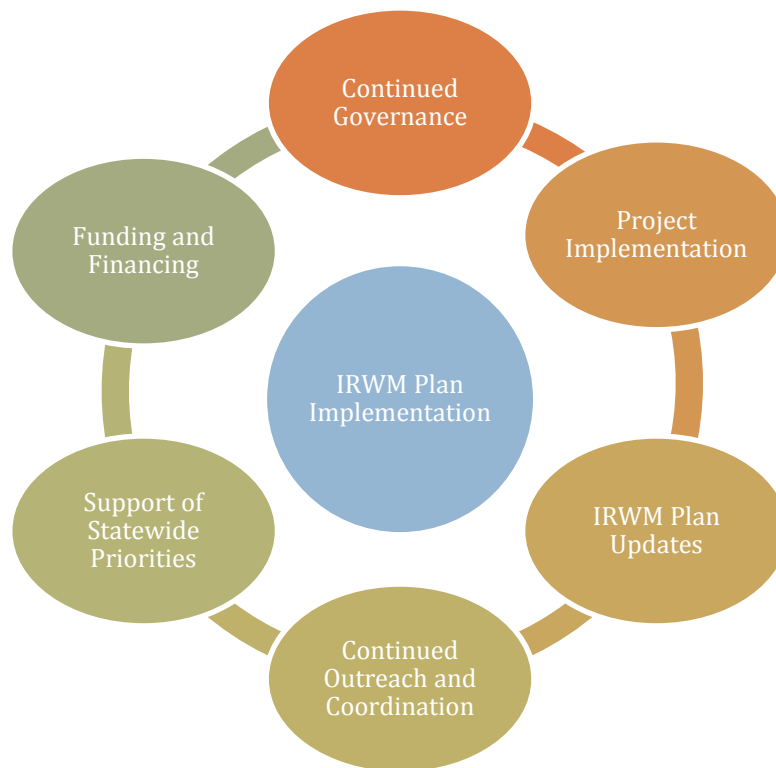 Continued
Governance
Project
Implementation
IRWM Plan
Updates
Continued
Outreach and
Coordination
Support of
Statewide
Priorities
Funding and
Financing
IRWM Plan
Implementation